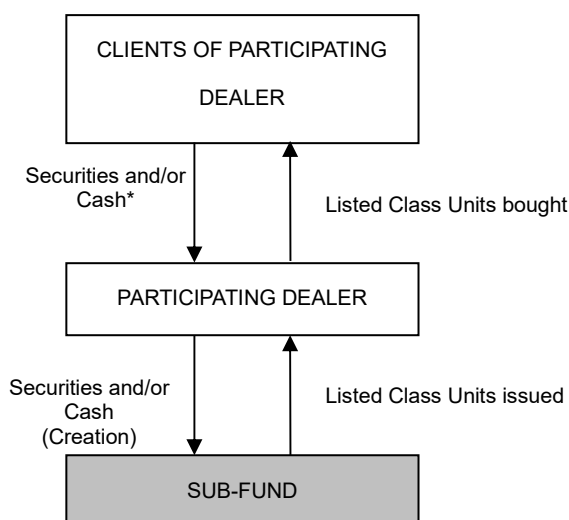 CLIENTS OF PARTICIPATING
DEALER
Securities and/or
Cash*
Listed Class Units bought
PARTICIPATING DEALER
Securities and/or
Cash
(Creation)
Listed Class Units issued
SUB-FUND